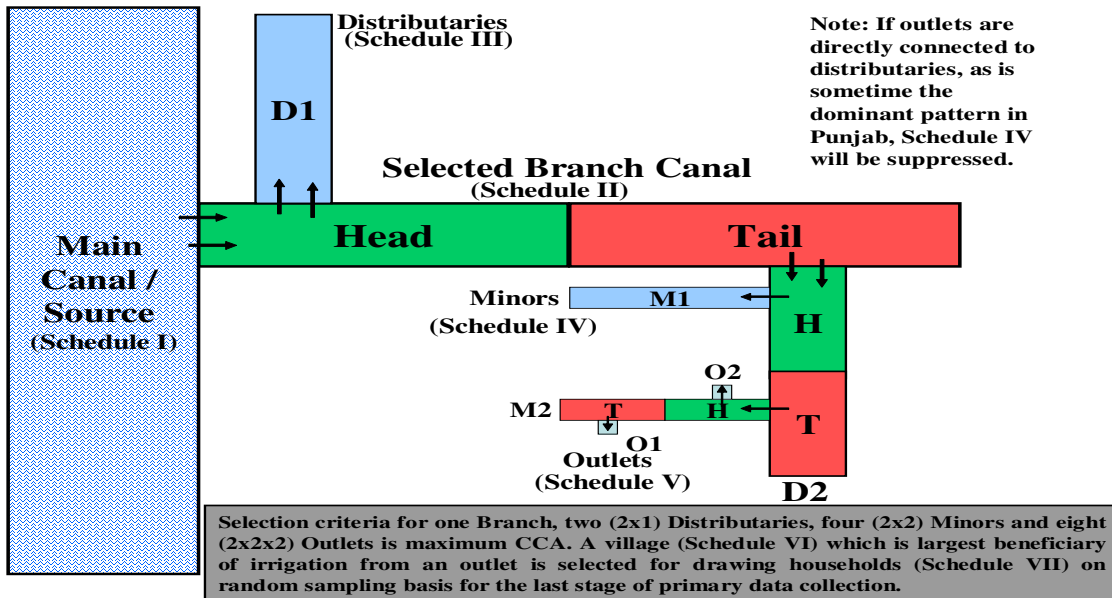 Distributaries
(Schedule III)
D1
Note: If outlets are
directly connected to
distributaries, as is
sometime the
dominant pattern in
Punjab, Schedule IV
will be suppressed.
Selected Branch Canal
(Schedule II)
Main
Canal /
Source
(Schedule I)
Head
Tail
Minors
(Schedule IV)
M1
H
O2
M2
T
H
T
O1
Outlets
(Schedule V)
D2
Selection criteria for one Branch, two (2x1) Distributaries, four (2x2) Minors and eight
(2x2x2) Outlets is maximum CCA. A village (Schedule VI) which is largest beneficiary
of irrigation from an outlet is selected for drawing households (Schedule VII) on
random sampling basis for the last stage of primary data collection.